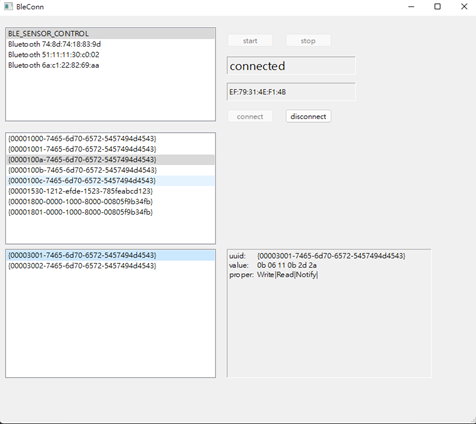 BleConn
BLE_SENSOR_CONTROL
Bluetooth 74:8d:74:18:83:9d
Bluetooth 51:11:11:30:c0:02
Bluetooth 6a:c1:22:82:69:aa
start stop
connected
EF:79:31:4E:F1:4B
connect disconnect
{00001000-7465-6d70-6572-5457494d4543}
{00001001-7465-6d70-6572-5457494d4543}
{0000100a-7465-6d70-6572-5457494d4543}
{0000100b-7465-6d70-6572-5457494d4543}
{0000100c-7465-6d70-6572-5457494d4543}
{00001530-1212-efde-1523-785feabcd123}
{00001800-0000-1000-8000-00805f9b34fb}
{00001801-0000-1000-8000-00805f9b34fb}
{00003001-7465-6d70-6572-5457494d4543}
{00003002-7465-6d70-6572-5457494d4543}
uuid: {00003001-7465-6d70-6572-5457494d4543}
value: 0b 06 11 0b 2d 2a
proper: Write|Read|Notify|